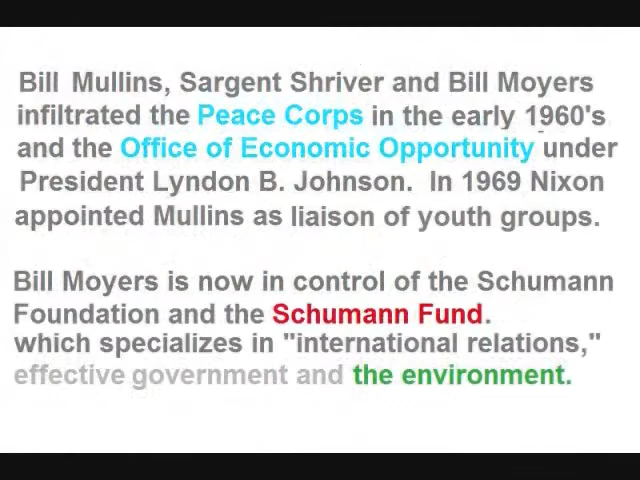 Bill Mullins, Sargent Shriver and Bill Moyers
infiltrated the Peace Corps in the early 1960's
and the Office of Economic Opportunity under
President Lyndon B. Johnson. In 1969 Nixon
appointed Mullins as liaison of youth groups.
Bill Moyers is now in control of the Schumann
Foundation and the Schumann Fund.
which specializes in "international relations,"
effective government and the environment.